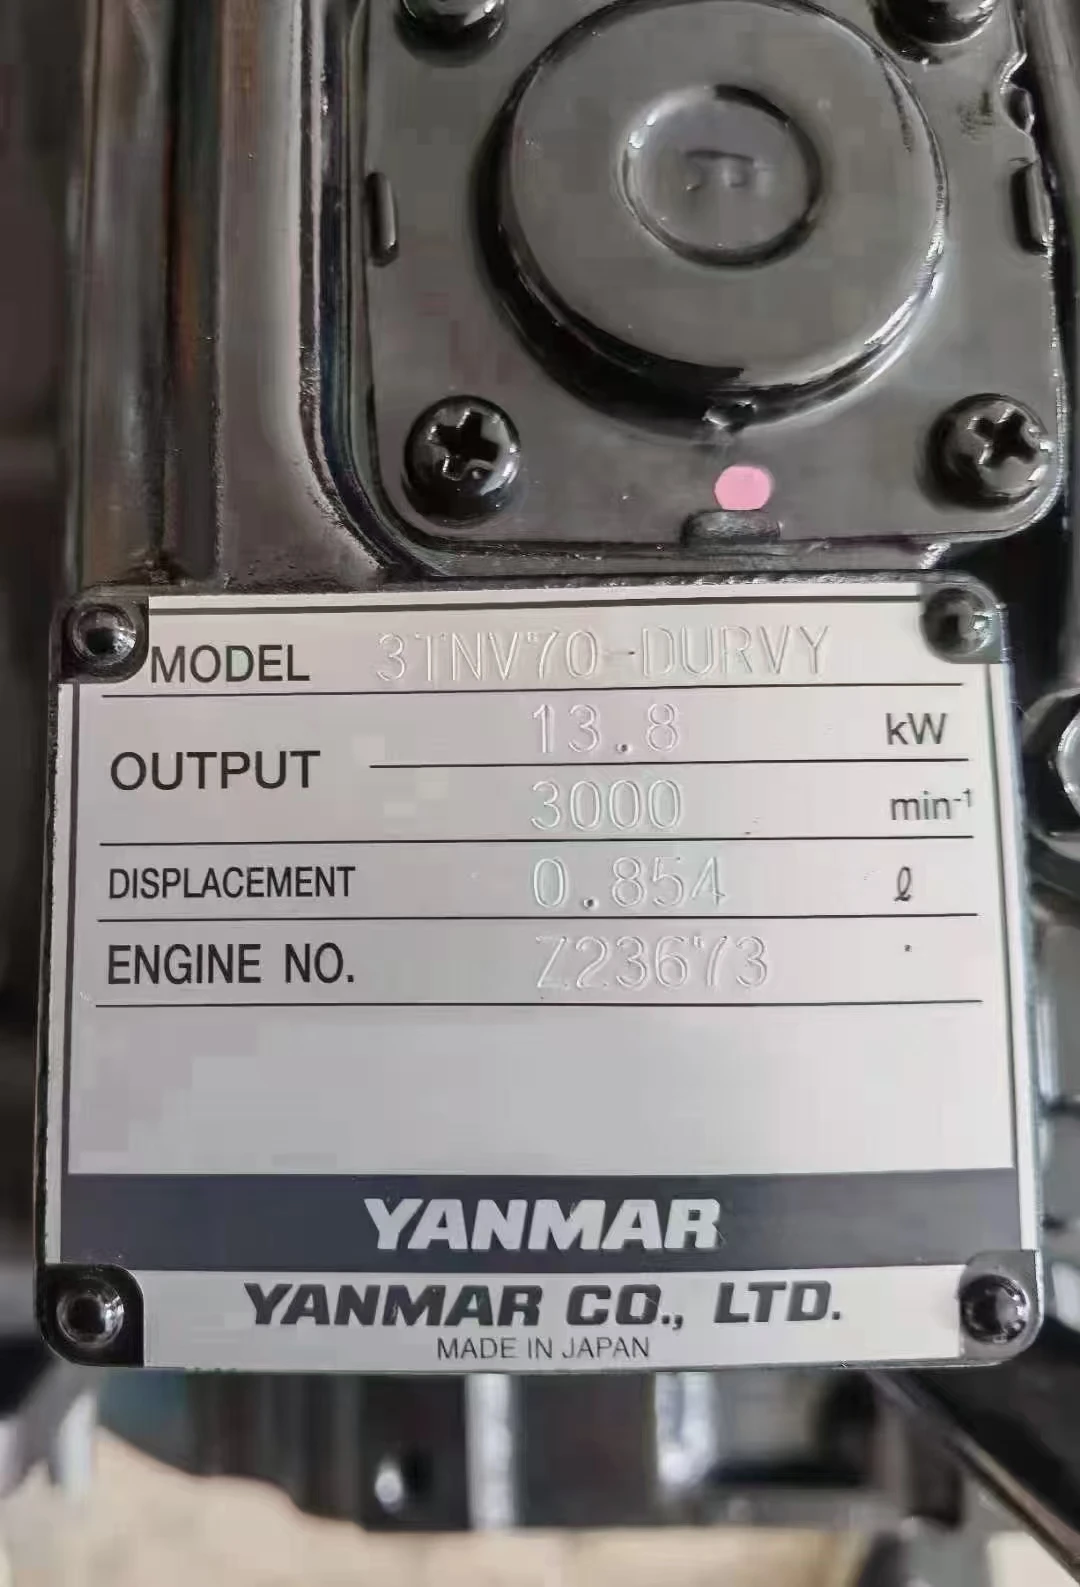 MODEL 3TNV70-DURVY
OUTPUT 13.8 kW
3000 min⁻¹
DISPLACEMENT 0.854 ℓ
ENGINE NO. Z23673
YANMAR
YANMAR CO., LTD.
MADE IN JAPAN